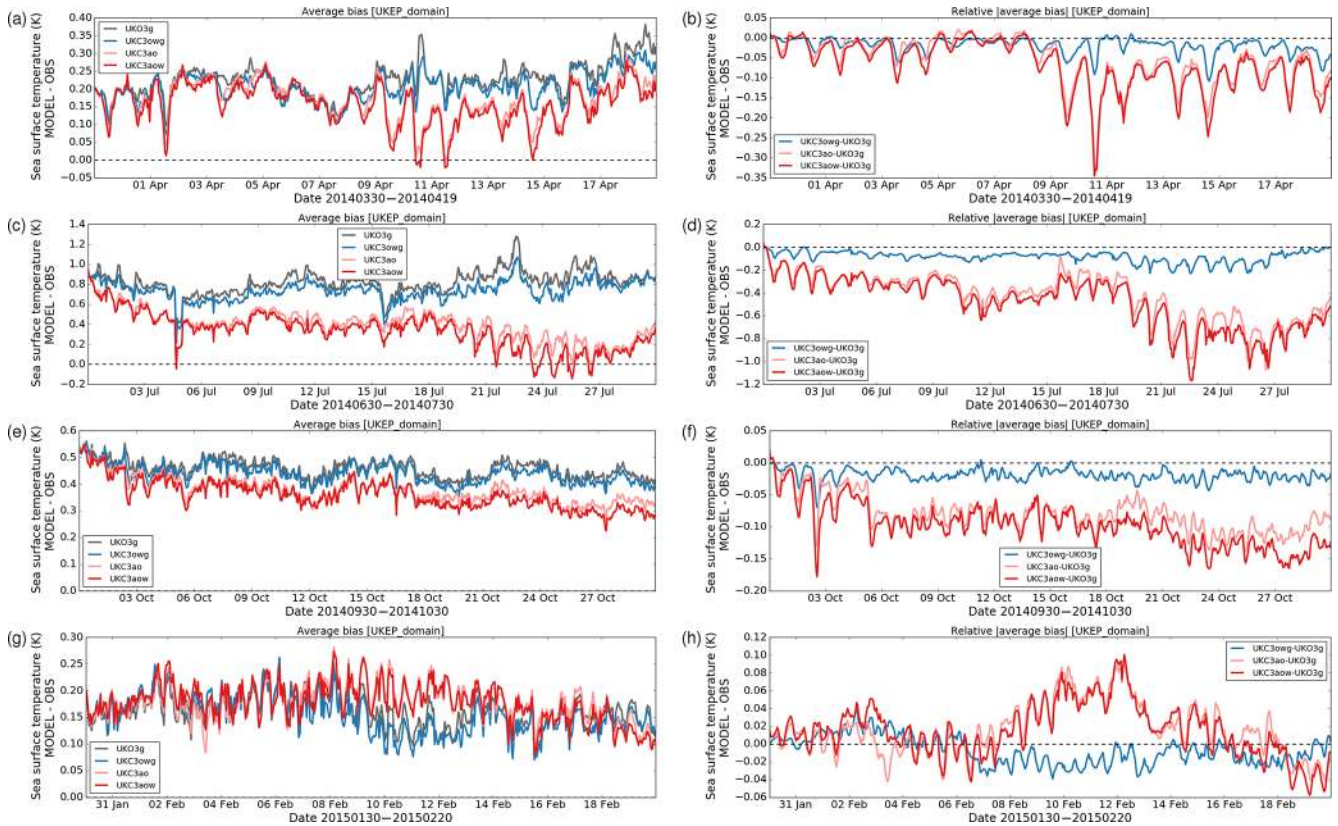 (a)
Average bias [UKEP_domain]
Sea surface temperature (K)
MODEL - OBS
0.40
0.35
0.30
0.25
0.20
0.15
0.10
0.05
0.00
−0.05
UKO3g
UKC3owg
UKC3ao
UKC3aow
01 Apr 03 Apr 05 Apr 07 Apr 09 Apr 11 Apr 13 Apr 15 Apr 17 Apr
Date 20140330−20140419
(b)
Relative |average bias| [UKEP_domain]
Sea surface temperature (K)
MODEL - OBS
0.05
0.00
−0.05
−0.10
−0.15
−0.20
−0.25
−0.30
−0.35
UKC3owg-UKO3g
UKC3ao-UKO3g
UKC3aow-UKO3g
01 Apr 03 Apr 05 Apr 07 Apr 09 Apr 11 Apr 13 Apr 15 Apr 17 Apr
Date 20140330−20140419
(c)
Average bias [UKEP_domain]
Sea surface temperature (K)
MODEL - OBS
1.4
1.2
1.0
0.8
0.6
0.4
0.2
0.0
−0.2
UKO3g
UKC3owg
UKC3ao
UKC3aow
03 Jul 06 Jul 09 Jul 12 Jul 15 Jul 18 Jul 21 Jul 24 Jul 27 Jul
Date 20140630−20140730
(d)
Relative |average bias| [UKEP_domain]
Sea surface temperature (K)
MODEL - OBS
0.2
0.0
−0.2
−0.4
−0.6
−0.8
−1.0
−1.2
UKC3owg-UKO3g
UKC3ao-UKO3g
UKC3aow-UKO3g
03 Jul 06 Jul 09 Jul 12 Jul 15 Jul 18 Jul 21 Jul 24 Jul 27 Jul
Date 20140630−20140730
(e)
Average bias [UKEP_domain]
Sea surface temperature (K)
MODEL - OBS
0.6
0.5
0.4
0.3
0.2
0.1
0.0
UKO3g
UKC3owg
UKC3ao
UKC3aow
03 Oct 06 Oct 09 Oct 12 Oct 15 Oct 18 Oct 21 Oct 24 Oct 27 Oct
Date 20140930−20141030
(f)
Relative |average bias| [UKEP_domain]
Sea surface temperature (K)
MODEL - OBS
0.05
0.00
−0.05
−0.10
−0.15
−0.20
UKC3owg-UKO3g
UKC3ao-UKO3g
UKC3aow-UKO3g
03 Oct 06 Oct 09 Oct 12 Oct 15 Oct 18 Oct 21 Oct 24 Oct 27 Oct
Date 20140930−20141030
(g)
Average bias [UKEP_domain]
Sea surface temperature (K)
MODEL - OBS
0.30
0.25
0.20
0.15
0.10
0.05
0.00
UKO3g
UKC3owg
UKC3ao
UKC3aow
31 Jan 02 Feb 04 Feb 06 Feb 08 Feb 10 Feb 12 Feb 14 Feb 16 Feb 18 Feb
Date 20150130−20150220
(h)
Relative |average bias| [UKEP_domain]
Sea surface temperature (K)
MODEL - OBS
0.12
0.10
0.08
0.06
0.04
0.02
0.00
−0.02
−0.04
−0.06
UKC3owg-UKO3g
UKC3ao-UKO3g
UKC3aow-UKO3g
31 Jan 02 Feb 04 Feb 06 Feb 08 Feb 10 Feb 12 Feb 14 Feb 16 Feb 18 Feb
Date 20150130−20150220